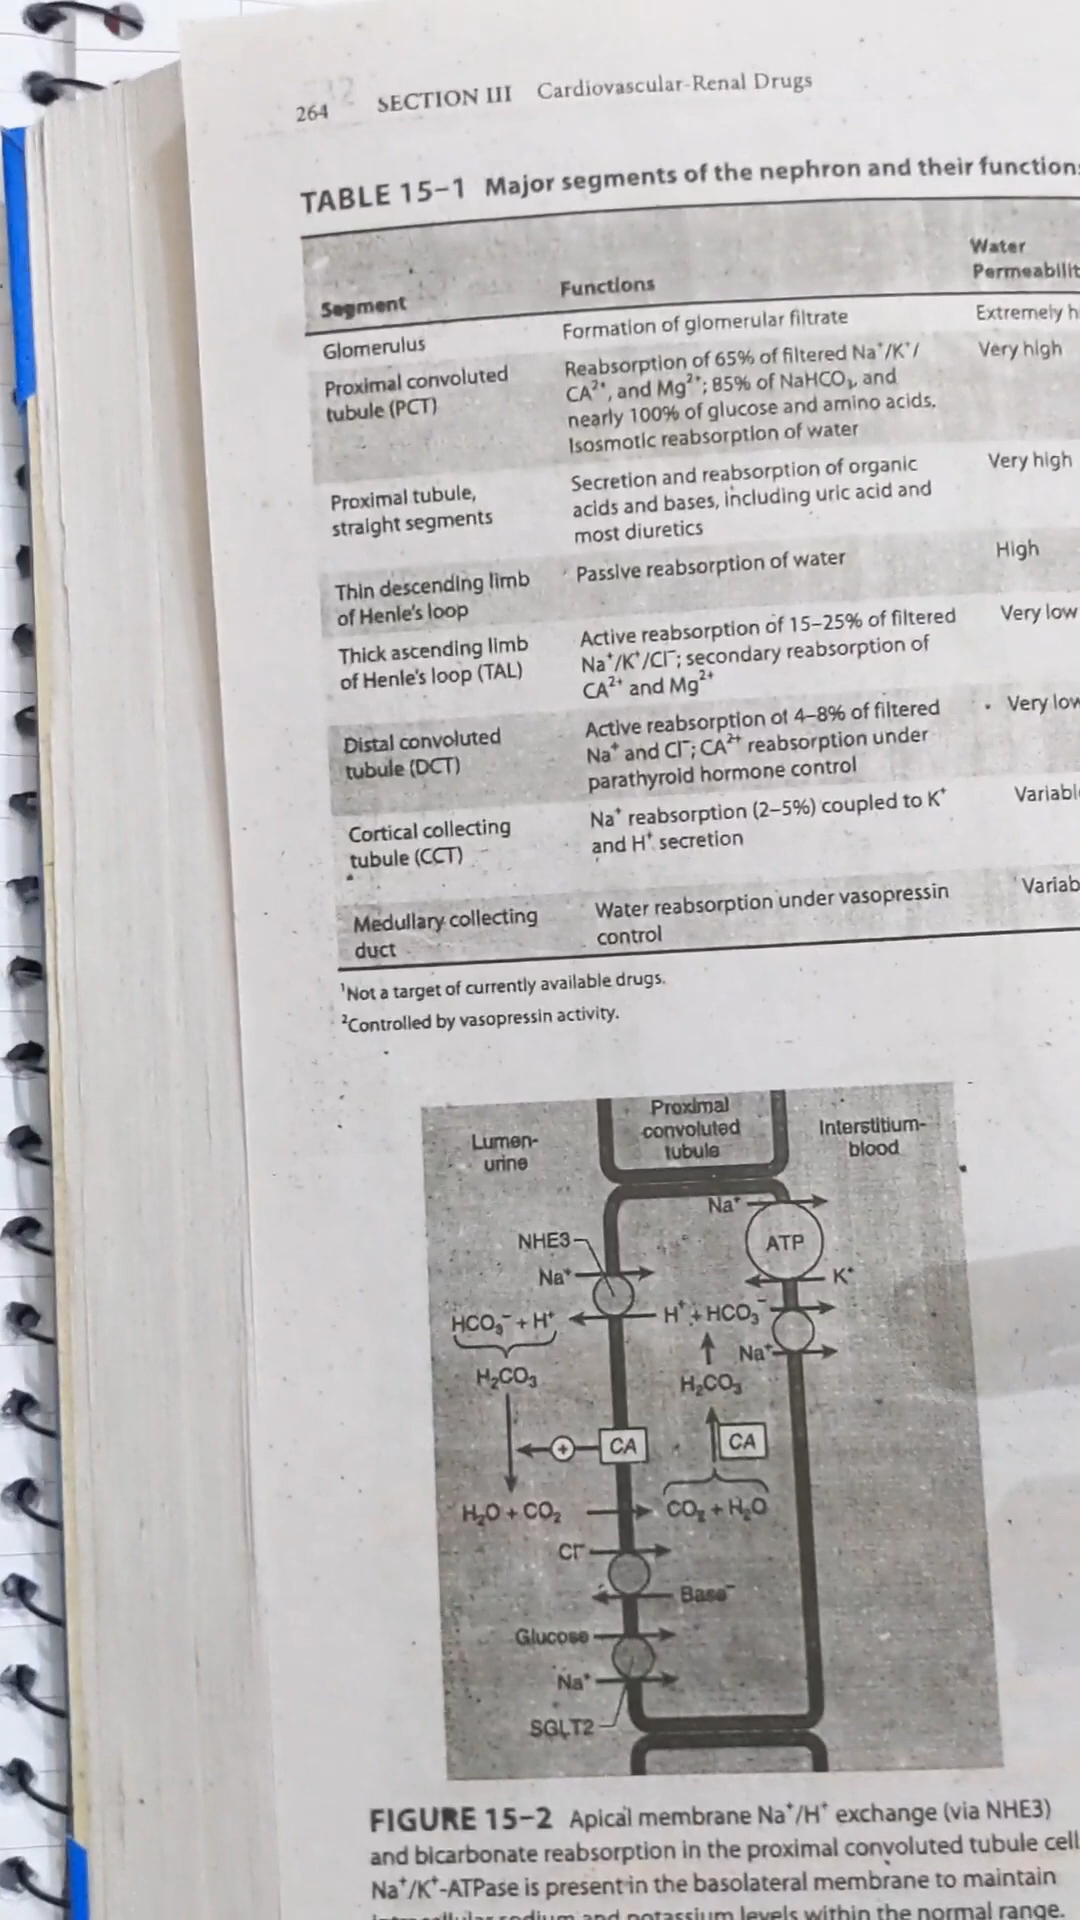 264 SECTION III Cardiovascular-Renal Drugs
TABLE 15–1 Major segments of the nephron and their functions
Segment Functions Water
Permeabilit
Glomerulus Formation of glomerular filtrate Extremely h
Proximal convoluted
tubule (PCT)
Reabsorption of 65% of filtered Na⁺/K⁺/
CA²⁺, and Mg²⁺; 85% of NaHCO₃, and
nearly 100% of glucose and amino acids.
Isosmotic reabsorption of water
Very high
Proximal tubule,
straight segments
Secretion and reabsorption of organic
acids and bases, including uric acid and
most diuretics
Very high
Thin descending limb
of Henle's loop
Passive reabsorption of water
High
Thick ascending limb
of Henle's loop (TAL)
Active reabsorption of 15–25% of filtered
Na⁺/K⁺/Cl⁻; secondary reabsorption of
CA²⁺ and Mg²⁺
Very low
Distal convoluted
tubule (DCT)
Active reabsorption of 4–8% of filtered
Na⁺ and Cl⁻; CA²⁺ reabsorption under
parathyroid hormone control
Very low
Cortical collecting
tubule (CCT)
Na⁺ reabsorption (2–5%) coupled to K⁺
and H⁺ secretion
Variable
Medullary collecting
duct
Water reabsorption under vasopressin
control
Variab
¹Not a target of currently available drugs.
²Controlled by vasopressin activity.
Lumen-
urine
Proximal
convoluted
tubule
Interstitium-
blood
Na⁺
ATP
NHE3
Na⁺
K⁺
HCO₃⁻ + H⁺
H⁺ + HCO₃⁻
Na⁺
H₂CO₃
H₂CO₃
+
CA
CA
H₂O + CO₂
CO₂ + H₂O
Cl⁻
Base⁻
Glucose
Na⁺
SGLT2
FIGURE 15–2 Apical membrane Na⁺/H⁺ exchange (via NHE3)
and bicarbonate reabsorption in the proximal convoluted tubule cell
Na⁺/K⁺-ATPase is present in the basolateral membrane to maintain
intracellular sodium and potassium levels within the normal range.